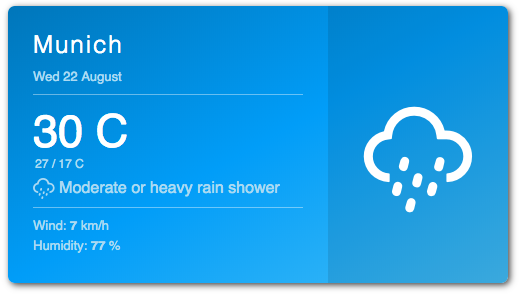 Munich
Wed 22 August
30 C
27 / 17 C
Moderate or heavy rain shower
Wind: 7 km/h
Humidity: 77 %